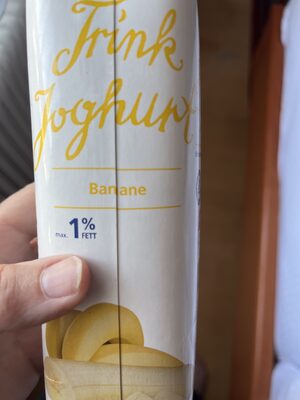 Trink
Joghurt
Banane
max. 1% FETT